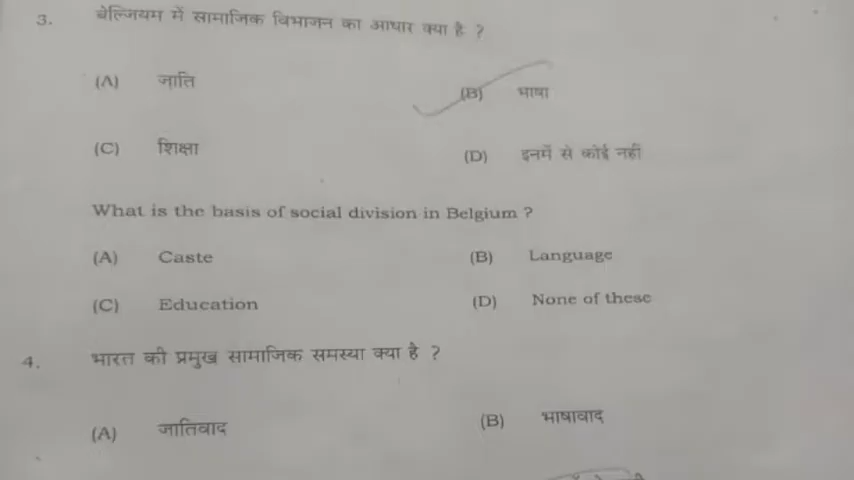 3. बेल्जियम में सामाजिक विभाजन का आधार क्या है ?
(A) जाति (B) भाषा
(C) शिक्षा (D) इनमें से कोई नहीं
What is the basis of social division in Belgium ?
(A) Caste (B) Language
(C) Education (D) None of these
4. भारत की प्रमुख सामाजिक समस्या क्या है ?
(A) जातिवाद (B) भाषावाद